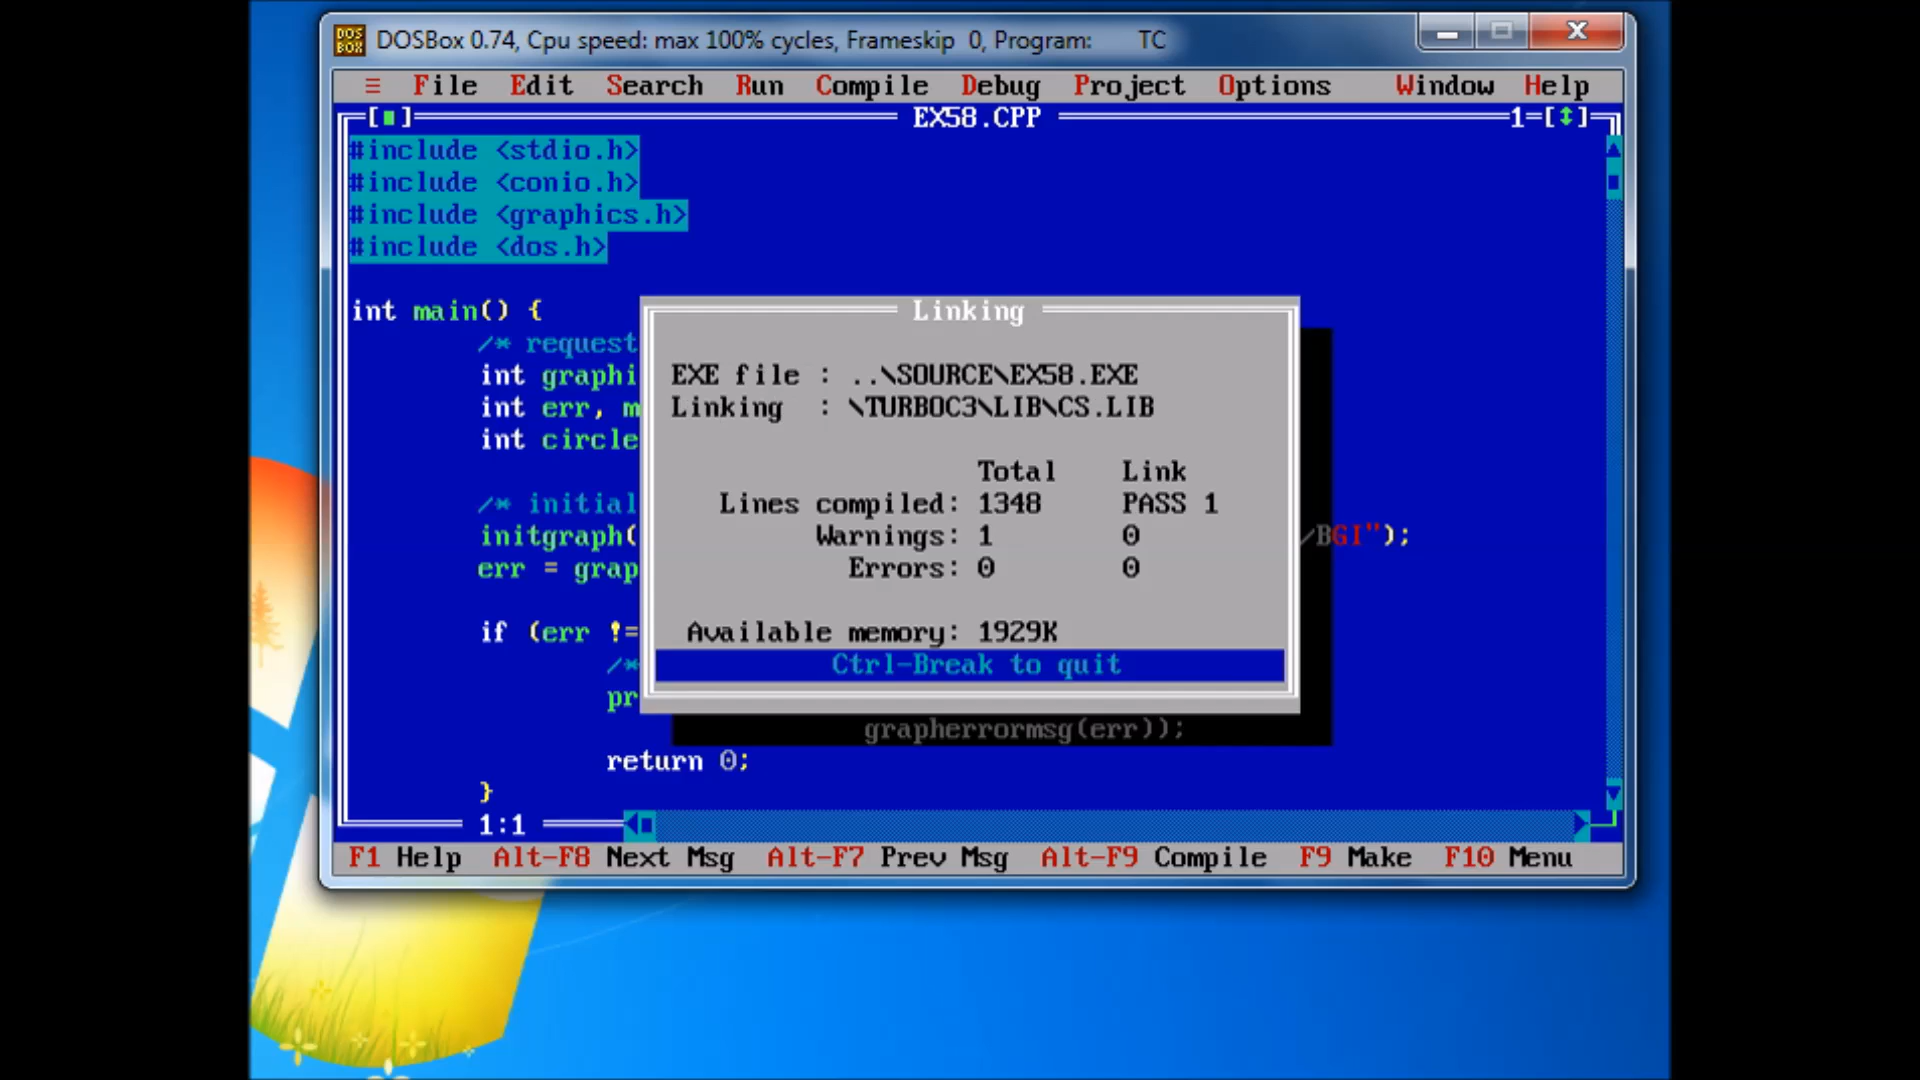 DOS BOX
DOSBox 0.74, Cpu speed: max 100% cycles, Frameskip 0, Program: TC
≡ File Edit Search Run Compile Debug Project Options Window Help
[■] EX58.CPP 1=[↕]
#include <stdio.h>
#include <conio.h>
#include <graphics.h>
#include <dos.h>
int main() {
/* request
int graphi
int err, m
int circle
/* initial
initgraph( /BGI");
err = grap
if (err !=
/*
pr
grapherrormsg(err));
return 0;
}
Linking
EXE file : ..\SOURCE\EX58.EXE
Linking : \TURBOC3\LIB\CS.LIB
Total Link
Lines compiled: 1348 PASS 1
Warnings: 1 0
Errors: 0 0
Available memory: 1929K
Ctrl-Break to quit
1:1
F1 Help Alt-F8 Next Msg Alt-F7 Prev Msg Alt-F9 Compile F9 Make F10 Menu